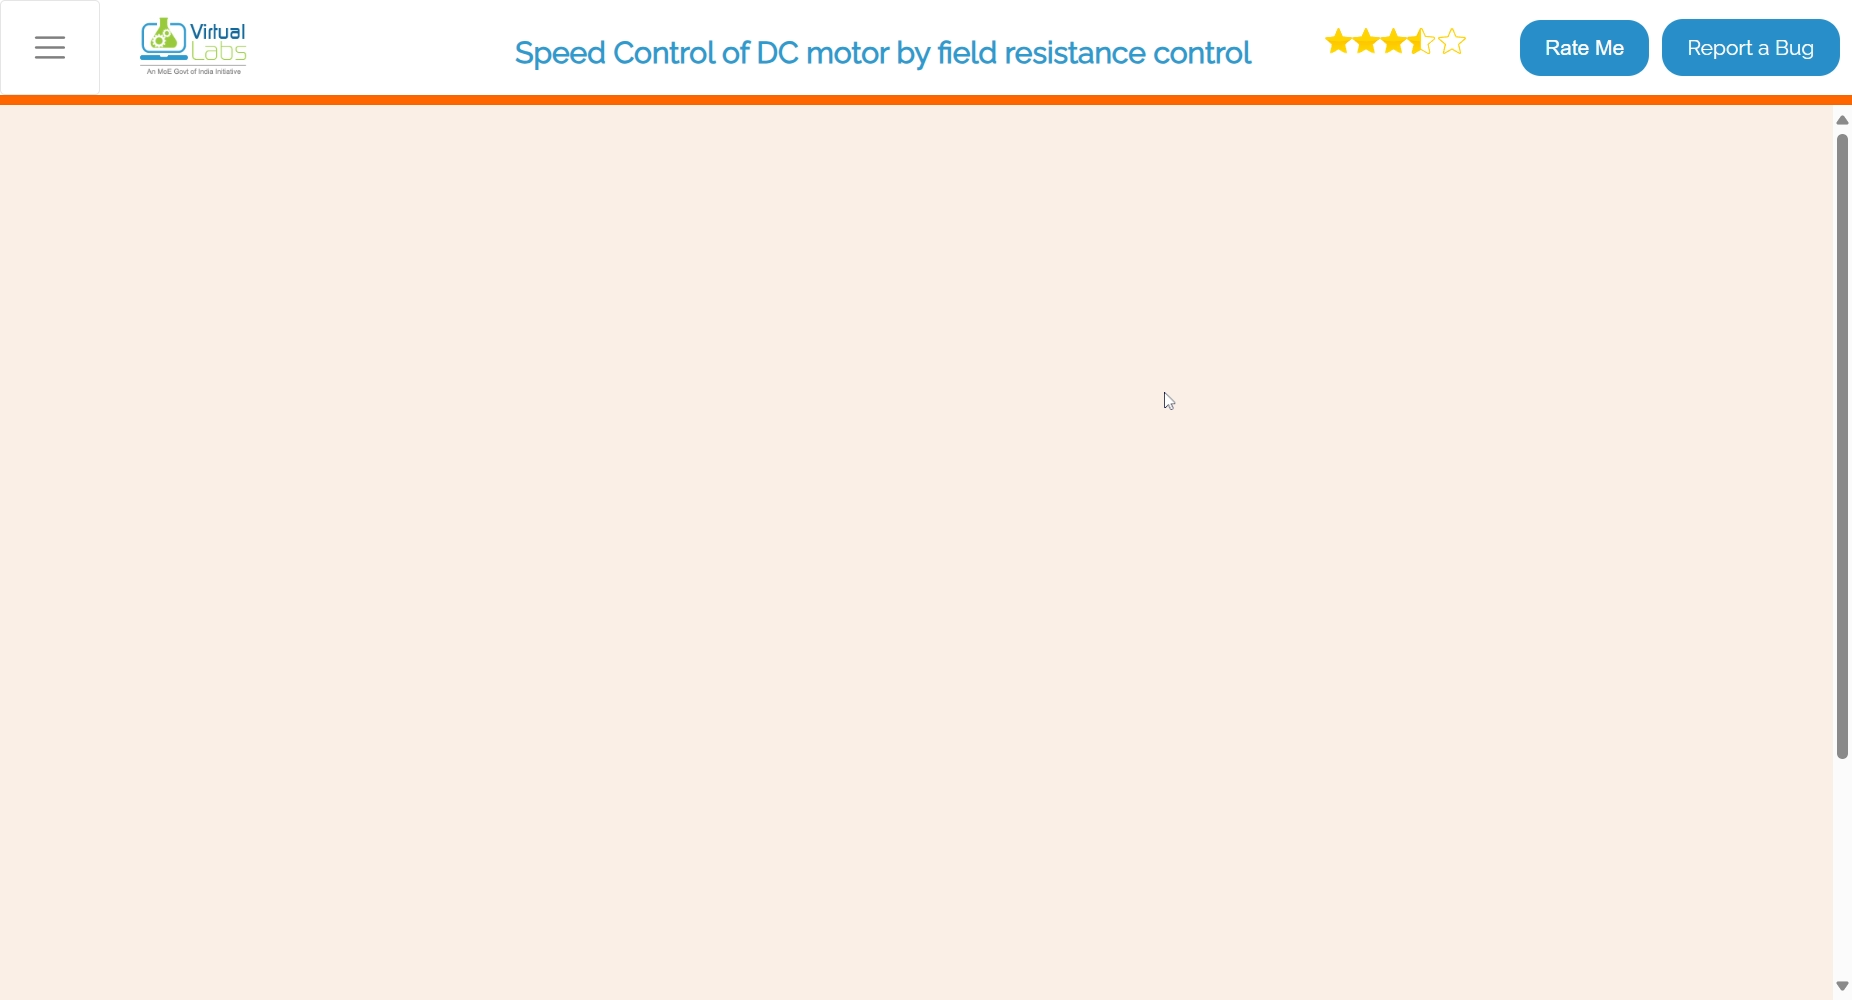 Virtual
Labs
An MoE Govt of India Initiative
Speed Control of DC motor by field resistance control
Rate Me
Report a Bug